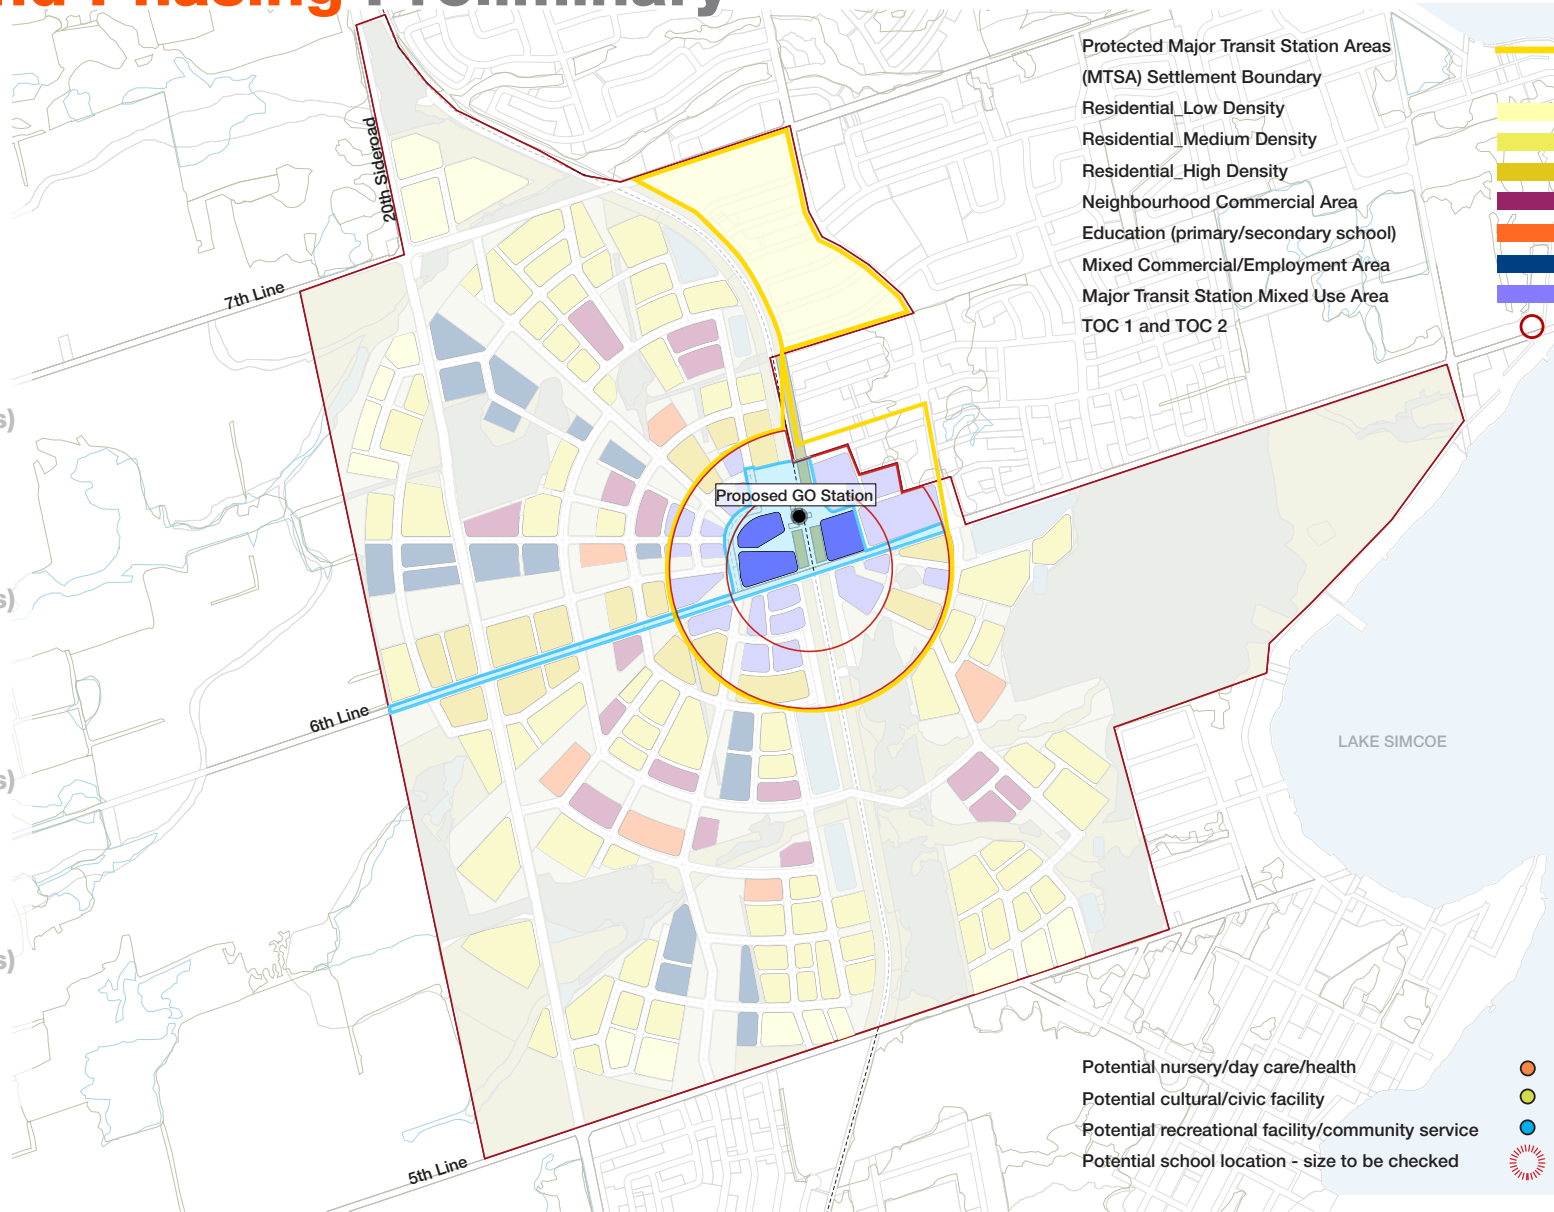 nd Phasing Preliminary
Protected Major Transit Station Areas
(MTSA) Settlement Boundary
Residential_Low Density
Residential_Medium Density
Residential_High Density
Neighbourhood Commercial Area
Education (primary/secondary school)
Mixed Commercial/Employment Area
Major Transit Station Mixed Use Area
TOC 1 and TOC 2
20th Sideroad
7th Line
s)
Proposed GO Station
s)
6th Line
LAKE SIMCOE
s)
s)
5th Line
Potential nursery/day care/health
Potential cultural/civic facility
Potential recreational facility/community service
Potential school location - size to be checked